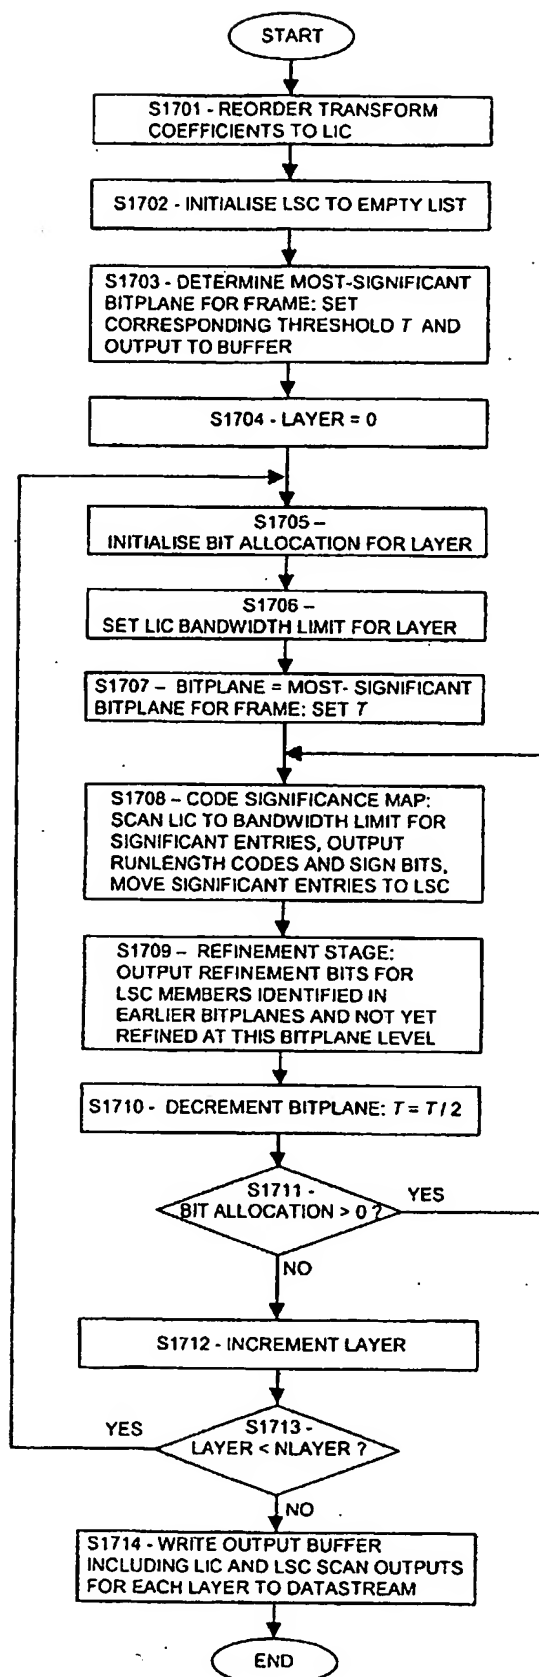 START
S1701 - REORDER TRANSFORM
COEFFICIENTS TO LIC
S1702 - INITIALISE LSC TO EMPTY LIST
S1703 - DETERMINE MOST-SIGNIFICANT
BITPLANE FOR FRAME: SET
CORRESPONDING THRESHOLD T AND
OUTPUT TO BUFFER
S1704 - LAYER = 0
S1705 –
INITIALISE BIT ALLOCATION FOR LAYER
S1706 –
SET LIC BANDWIDTH LIMIT FOR LAYER
S1707 – BITPLANE = MOST- SIGNIFICANT
BITPLANE FOR FRAME: SET T
S1708 – CODE SIGNIFICANCE MAP:
SCAN LIC TO BANDWIDTH LIMIT FOR
SIGNIFICANT ENTRIES, OUTPUT
RUNLENGTH CODES AND SIGN BITS,
MOVE SIGNIFICANT ENTRIES TO LSC
S1709 – REFINEMENT STAGE:
OUTPUT REFINEMENT BITS FOR
LSC MEMBERS IDENTIFIED IN
EARLIER BITPLANES AND NOT YET
REFINED AT THIS BITPLANE LEVEL
S1710 - DECREMENT BITPLANE: T = T / 2
S1711 -
BIT ALLOCATION > 0 ?
YES
NO
S1712 - INCREMENT LAYER
YES
S1713 -
LAYER < NLAYER ?
NO
S1714 - WRITE OUTPUT BUFFER
INCLUDING LIC AND LSC SCAN OUTPUTS
FOR EACH LAYER TO DATASTREAM
END